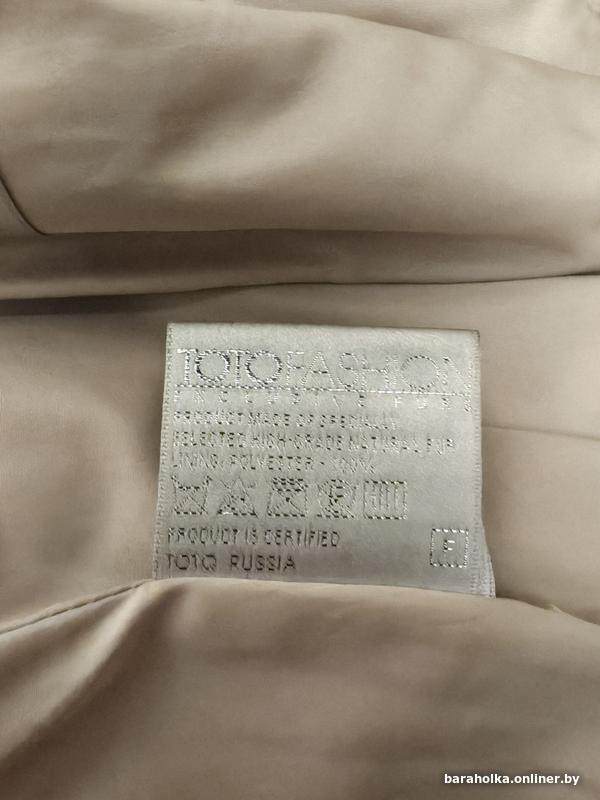 TOTOFASHION
EXCLUSIVE FUR
PRODUCT MADE OF SPECIALLY
SELECTED HIGH-GRADE NATURAL FUR
LINING/POLYESTER - 100%
PRODUCT IS CERTIFIED
F
TOTO RUSSIA
baraholka.onliner.by